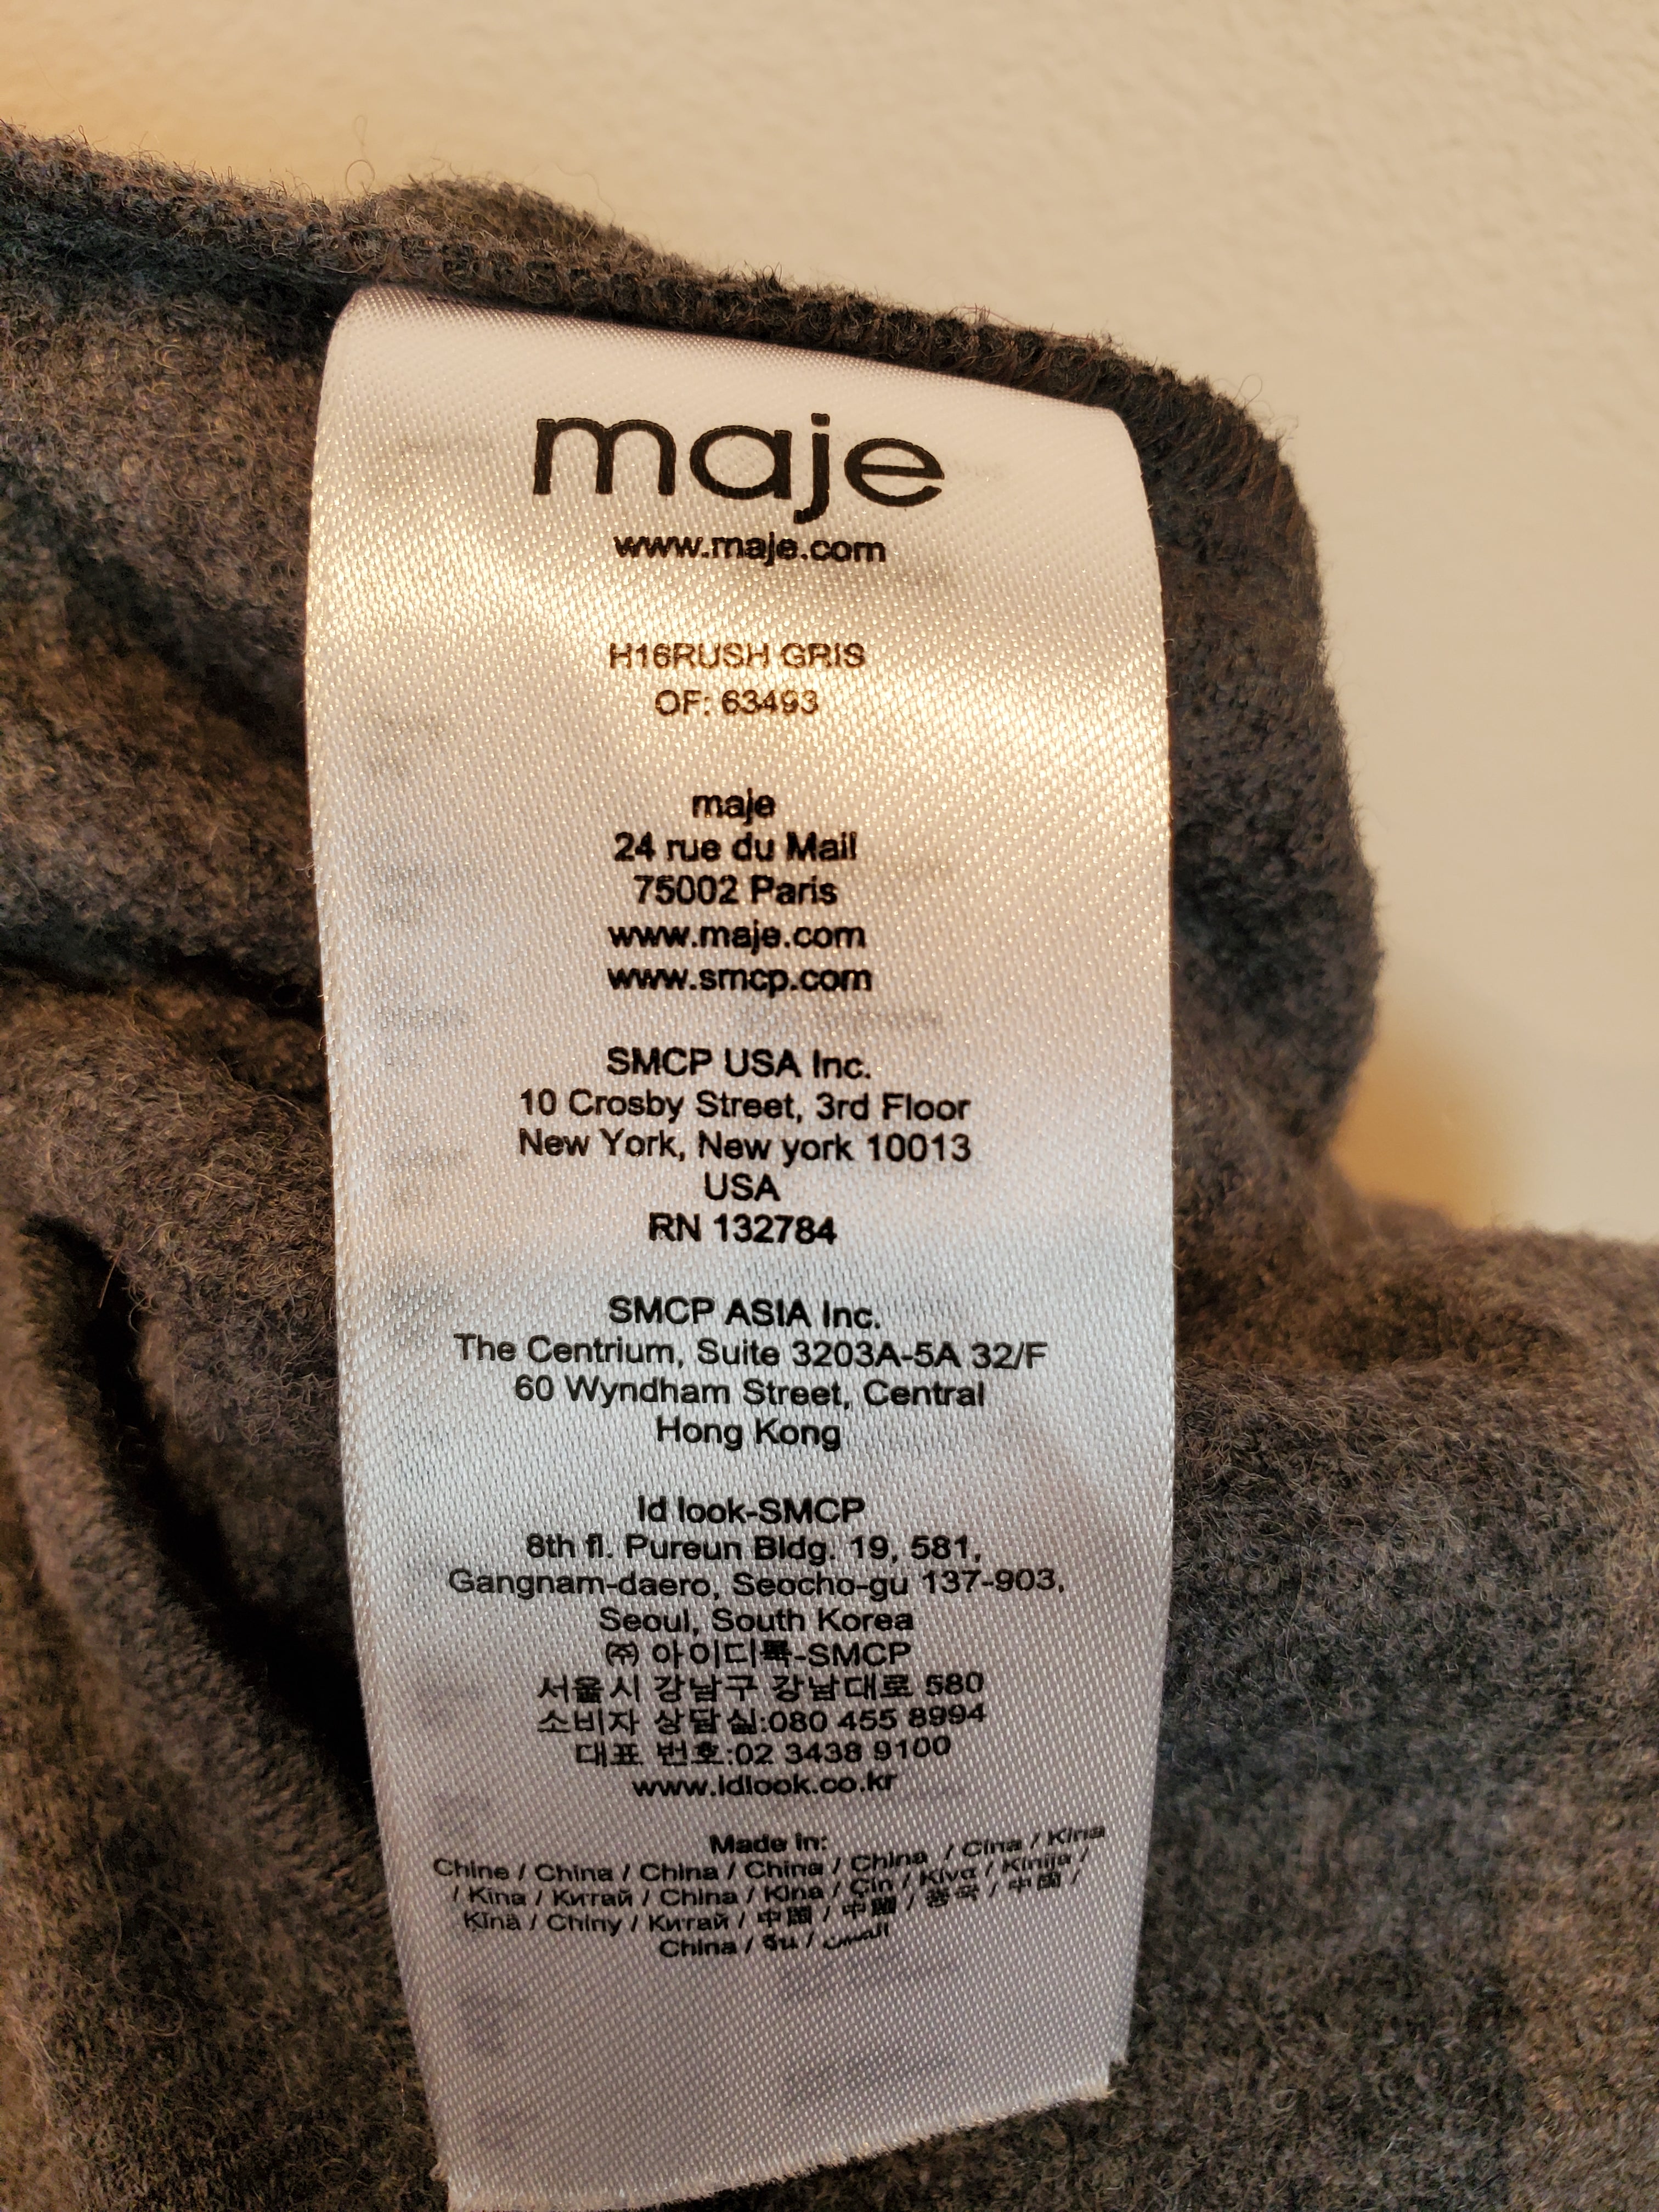 maje
www.maje.com
H16RUSH GRIS
OF: 63493
maje
24 rue du Mail
75002 Paris
www.maje.com
www.smcp.com
SMCP USA Inc.
10 Crosby Street, 3rd Floor
New York, New york 10013
USA
RN 132784
SMCP ASIA Inc.
The Centrium, Suite 3203A-5A 32/F
60 Wyndham Street, Central
Hong Kong
Id look-SMCP
8th fl. Pureun Bldg. 19, 581,
Gangnam-daero, Seocho-gu 137-903,
Seoul, South Korea
㈜ 아이디룩-SMCP
서울시 강남구 강남대로 580
소비자 상담실:080 455 8994
대표 번호:02 3438 9100
www.idlook.co.kr
Made in:
Chine / China / China / China / China / Cina / Kina
/ Kina / Китай / China / Kina / Çin / Κίνα / Kinija /
Ķīnā / Chiny / Китай / 中国 / 中國 / 중국 / 中国 /
China / จีน / الصين